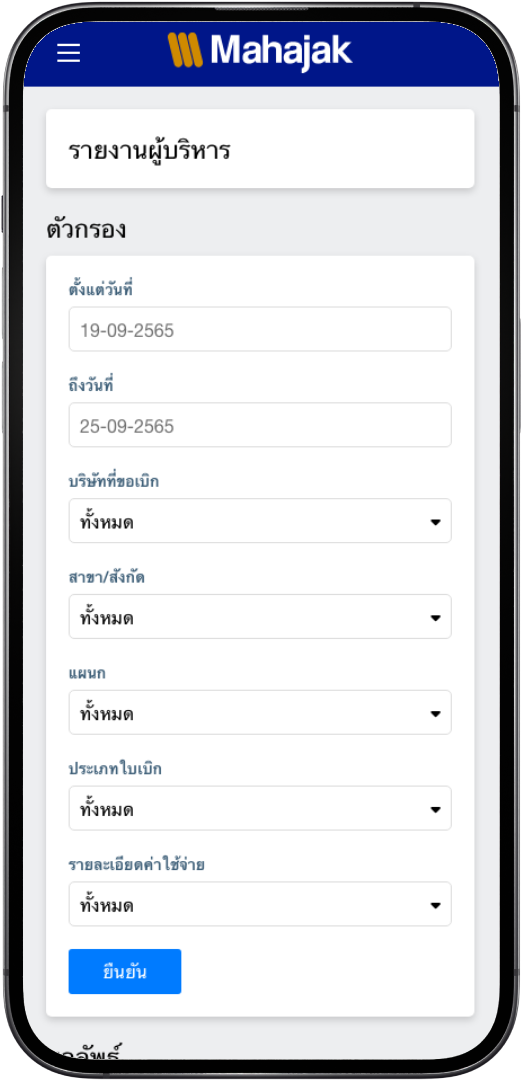 Mahajak
รายงานผู้บริหาร
ตัวกรอง
ตั้งแต่วันที่
19-09-2565
ถึงวันที่
25-09-2565
บริษัทที่ขอเบิก
ทั้งหมด
สาขา/สังกัด
ทั้งหมด
แผนก
ทั้งหมด
ประเภทใบเบิก
ทั้งหมด
รายละเอียดค่าใช้จ่าย
ทั้งหมด
ยืนยัน